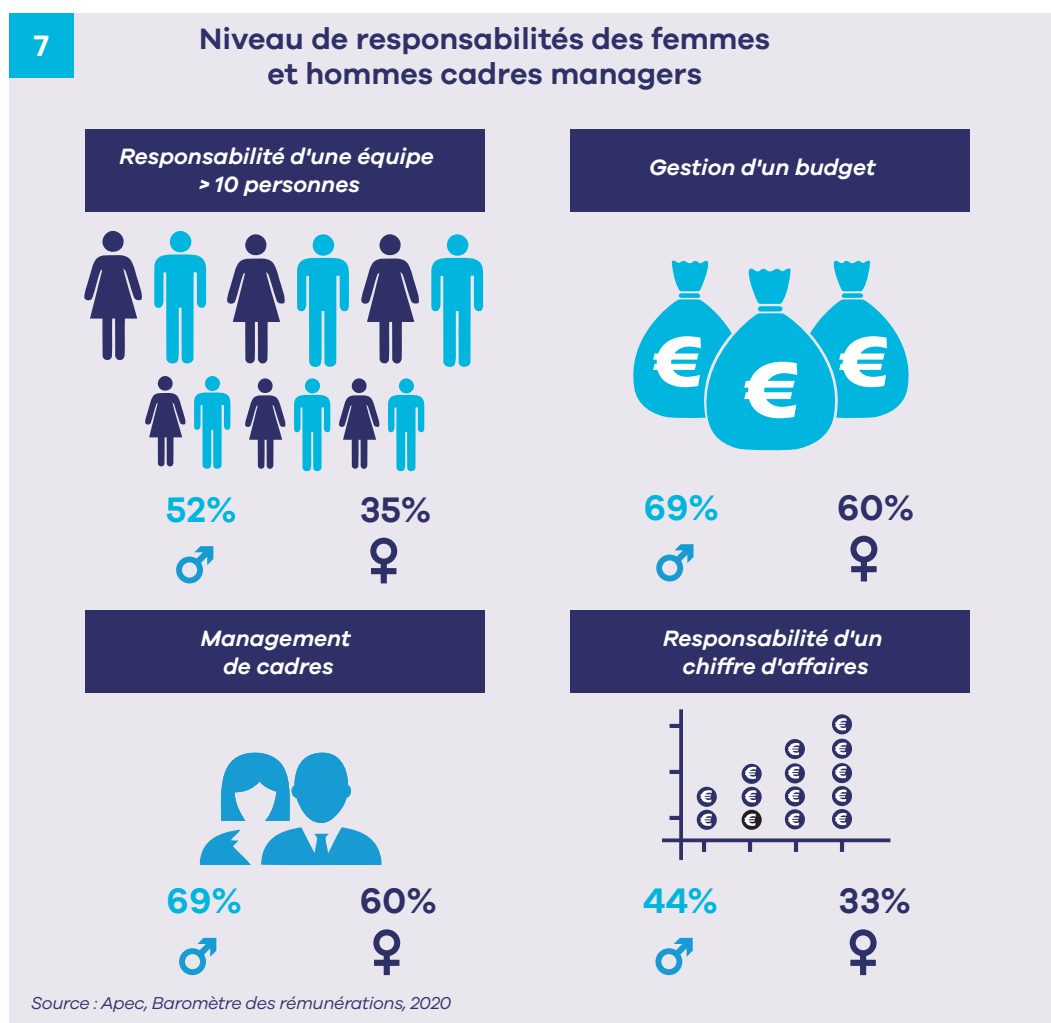 7
Niveau de responsabilités des femmes
et hommes cadres managers
Responsabilité d'une équipe
> 10 personnes
Gestion d'un budget
€ € €
52% 35%
69% 60%
Management
de cadres
Responsabilité d'un
chiffre d'affaires
€
€ €
€ € €
€ € € €
€ € € €
69% 60%
44% 33%
Source : Apec, Baromètre des rémunérations, 2020